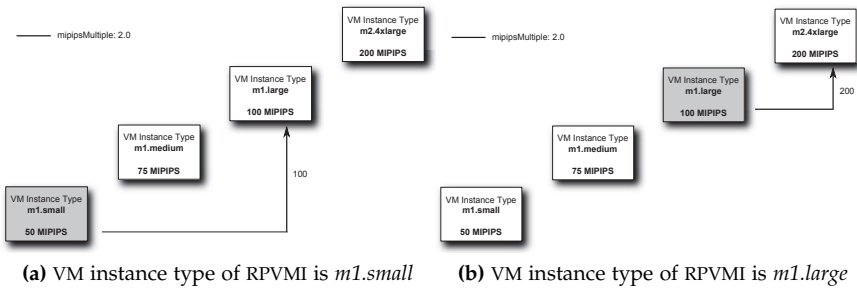 mipipsMultiple: 2.0
VM Instance Type
m2.4xlarge
200 MIPIPS
VM Instance Type
m1.large
100 MIPIPS
VM Instance Type
m1.medium
75 MIPIPS
100
VM Instance Type
m1.small
50 MIPIPS
(a) VM instance type of RPVMI is m1.small
mipipsMultiple: 2.0
VM Instance Type
m2.4xlarge
200 MIPIPS
VM Instance Type
m1.large
100 MIPIPS
200
VM Instance Type
m1.medium
75 MIPIPS
VM Instance Type
m1.small
50 MIPIPS
(b) VM instance type of RPVMI is m1.large